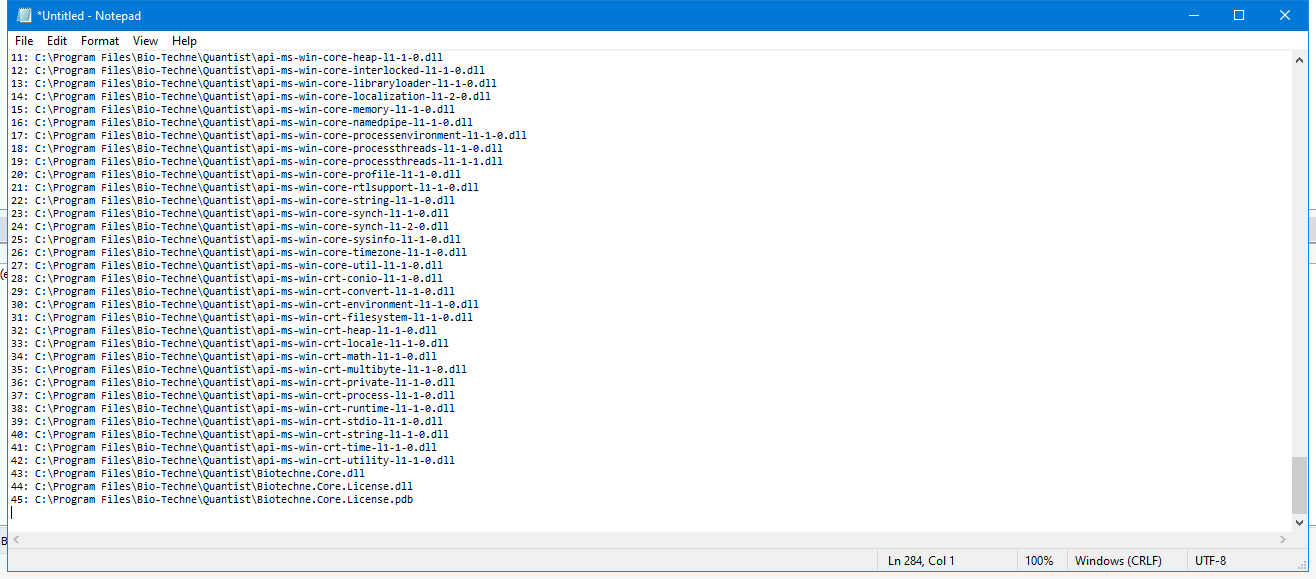 *Untitled - Notepad
File Edit Format View Help
11: C:\Program Files\Bio-Techne\Quantist\api-ms-win-core-heap-l1-1-0.dll
12: C:\Program Files\Bio-Techne\Quantist\api-ms-win-core-interlocked-l1-1-0.dll
13: C:\Program Files\Bio-Techne\Quantist\api-ms-win-core-libraryloader-l1-1-0.dll
14: C:\Program Files\Bio-Techne\Quantist\api-ms-win-core-localization-l1-2-0.dll
15: C:\Program Files\Bio-Techne\Quantist\api-ms-win-core-memory-l1-1-0.dll
16: C:\Program Files\Bio-Techne\Quantist\api-ms-win-core-namedpipe-l1-1-0.dll
17: C:\Program Files\Bio-Techne\Quantist\api-ms-win-core-processenvironment-l1-1-0.dll
18: C:\Program Files\Bio-Techne\Quantist\api-ms-win-core-processthreads-l1-1-0.dll
19: C:\Program Files\Bio-Techne\Quantist\api-ms-win-core-processthreads-l1-1-1.dll
20: C:\Program Files\Bio-Techne\Quantist\api-ms-win-core-profile-l1-1-0.dll
21: C:\Program Files\Bio-Techne\Quantist\api-ms-win-core-rtlsupport-l1-1-0.dll
22: C:\Program Files\Bio-Techne\Quantist\api-ms-win-core-string-l1-1-0.dll
23: C:\Program Files\Bio-Techne\Quantist\api-ms-win-core-synch-l1-1-0.dll
24: C:\Program Files\Bio-Techne\Quantist\api-ms-win-core-synch-l1-2-0.dll
25: C:\Program Files\Bio-Techne\Quantist\api-ms-win-core-sysinfo-l1-1-0.dll
26: C:\Program Files\Bio-Techne\Quantist\api-ms-win-core-timezone-l1-1-0.dll
27: C:\Program Files\Bio-Techne\Quantist\api-ms-win-core-util-l1-1-0.dll
28: C:\Program Files\Bio-Techne\Quantist\api-ms-win-crt-conio-l1-1-0.dll
29: C:\Program Files\Bio-Techne\Quantist\api-ms-win-crt-convert-l1-1-0.dll
30: C:\Program Files\Bio-Techne\Quantist\api-ms-win-crt-environment-l1-1-0.dll
31: C:\Program Files\Bio-Techne\Quantist\api-ms-win-crt-filesystem-l1-1-0.dll
32: C:\Program Files\Bio-Techne\Quantist\api-ms-win-crt-heap-l1-1-0.dll
33: C:\Program Files\Bio-Techne\Quantist\api-ms-win-crt-locale-l1-1-0.dll
34: C:\Program Files\Bio-Techne\Quantist\api-ms-win-crt-math-l1-1-0.dll
35: C:\Program Files\Bio-Techne\Quantist\api-ms-win-crt-multibyte-l1-1-0.dll
36: C:\Program Files\Bio-Techne\Quantist\api-ms-win-crt-private-l1-1-0.dll
37: C:\Program Files\Bio-Techne\Quantist\api-ms-win-crt-process-l1-1-0.dll
38: C:\Program Files\Bio-Techne\Quantist\api-ms-win-crt-runtime-l1-1-0.dll
39: C:\Program Files\Bio-Techne\Quantist\api-ms-win-crt-stdio-l1-1-0.dll
40: C:\Program Files\Bio-Techne\Quantist\api-ms-win-crt-string-l1-1-0.dll
41: C:\Program Files\Bio-Techne\Quantist\api-ms-win-crt-time-l1-1-0.dll
42: C:\Program Files\Bio-Techne\Quantist\api-ms-win-crt-utility-l1-1-0.dll
43: C:\Program Files\Bio-Techne\Quantist\Biotechne.Core.dll
44: C:\Program Files\Bio-Techne\Quantist\Biotechne.Core.License.dll
45: C:\Program Files\Bio-Techne\Quantist\Biotechne.Core.License.pdb
Ln 284, Col 1 100% Windows (CRLF) UTF-8